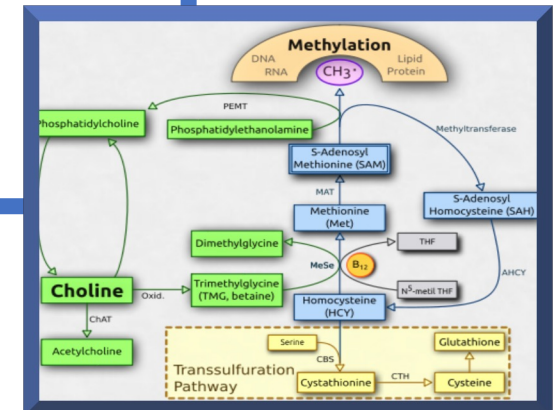 Methylation
DNA
RNA
Lipid
Protein
CH3•
PEMT
Phosphatidylcholine
Phosphatidylethanolamine
Methyltransferase
S-Adenosyl
Methionine (SAM)
MAT
S-Adenosyl
Homocysteine (SAH)
Methionine
(Met)
Dimethylglycine
THF
MeSe
B12
AHCY
Choline
Oxid.
Trimethylglycine
(TMG, betaine)
N5-metil THF
Homocysteine
(HCY)
ChAT
Acetylcholine
Serine
CBS
Glutathione
Transsulfuration
Pathway
Cystathionine
CTH
Cysteine